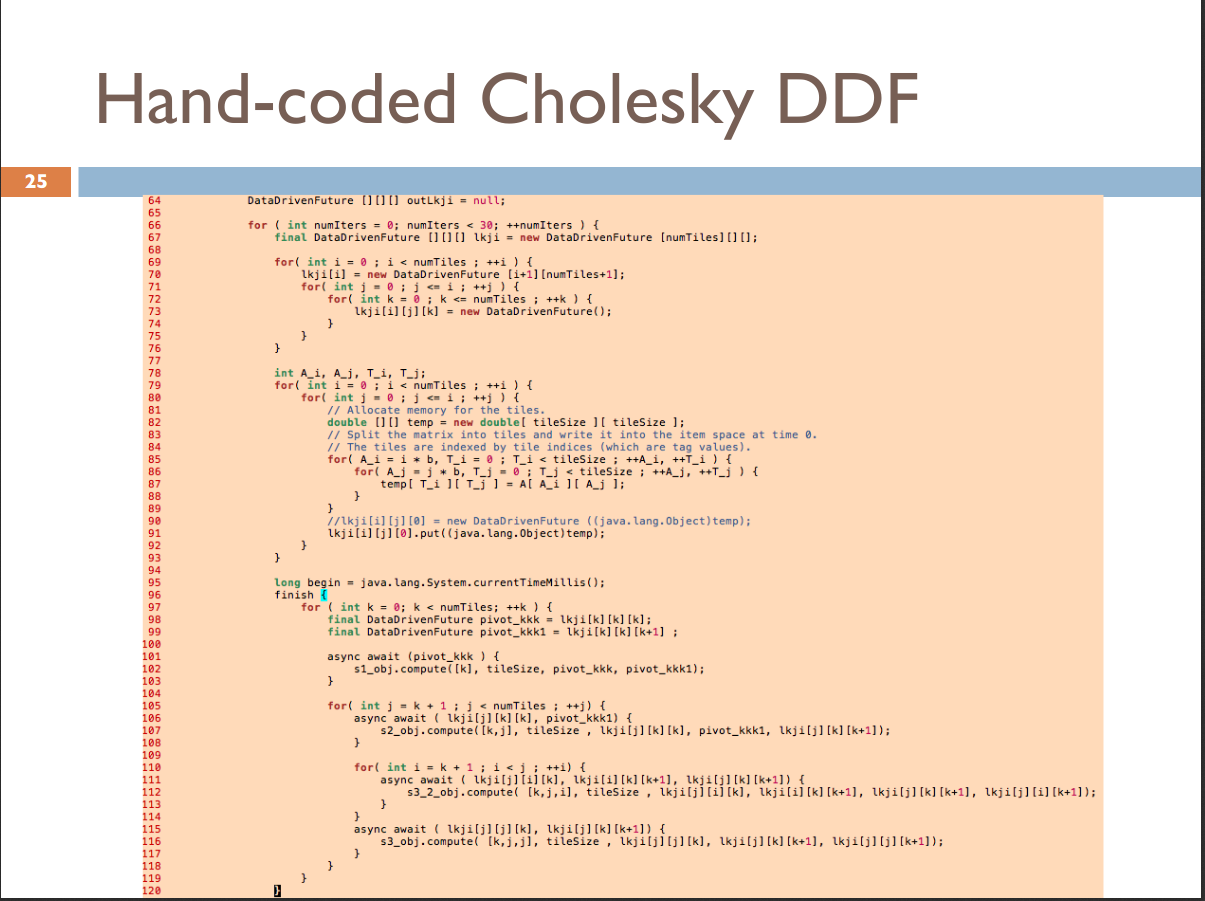 Hand-coded Cholesky DDF
25
64 DataDrivenFuture [][][] outLkji = null;
65
66 for ( int numIters = 0; numIters < 30; ++numIters ) {
67 final DataDrivenFuture [][][] lkji = new DataDrivenFuture [numTiles][][];
68
69 for( int i = 0 ; i < numTiles ; ++i ) {
70 lkji[i] = new DataDrivenFuture [i+1][numTiles+1];
71 for( int j = 0 ; j <= i ; ++j ) {
72 for( int k = 0 ; k <= numTiles ; ++k ) {
73 lkji[i][j][k] = new DataDrivenFuture();
74 }
75 }
76 }
77
78 int A_i, A_j, T_i, T_j;
79 for( int i = 0 ; i < numTiles ; ++i ) {
80 for( int j = 0 ; j <= i ; ++j ) {
81 // Allocate memory for the tiles.
82 double [][] temp = new double[ tileSize ][ tileSize ];
83 // Split the matrix into tiles and write it into the item space at time 0.
84 // The tiles are indexed by tile indices (which are tag values).
85 for( A_i = i * b, T_i = 0 ; T_i < tileSize ; ++A_i, ++T_i ) {
86 for( A_j = j * b, T_j = 0 ; T_j < tileSize ; ++A_j, ++T_j ) {
87 temp[ T_i ][ T_j ] = A[ A_i ][ A_j ];
88 }
89 }
90 //lkji[i][j][0] = new DataDrivenFuture ((java.lang.Object)temp);
91 lkji[i][j][0].put((java.lang.Object)temp);
92 }
93 }
94
95 long begin = java.lang.System.currentTimeMillis();
96 finish {
97 for ( int k = 0; k < numTiles; ++k ) {
98 final DataDrivenFuture pivot_kkk = lkji[k][k][k];
99 final DataDrivenFuture pivot_kkk1 = lkji[k][k][k+1] ;
100
101 async await (pivot_kkk ) {
102 s1_obj.compute([k], tileSize, pivot_kkk, pivot_kkk1);
103 }
104
105 for( int j = k + 1 ; j < numTiles ; ++j) {
106 async await ( lkji[j][k][k], pivot_kkk1) {
107 s2_obj.compute([k,j], tileSize , lkji[j][k][k], pivot_kkk1, lkji[j][k][k+1]);
108 }
109
110 for( int i = k + 1 ; i < j ; ++i) {
111 async await ( lkji[j][i][k], lkji[i][k][k+1], lkji[j][k][k+1]) {
112 s3_2_obj.compute( [k,j,i], tileSize , lkji[j][i][k], lkji[i][k][k+1], lkji[j][k][k+1], lkji[j][i][k+1]);
113 }
114 }
115 async await ( lkji[j][j][k], lkji[j][k][k+1]) {
116 s3_obj.compute( [k,j,j], tileSize , lkji[j][j][k], lkji[j][k][k+1], lkji[j][j][k+1]);
117 }
118 }
119 }
120 }